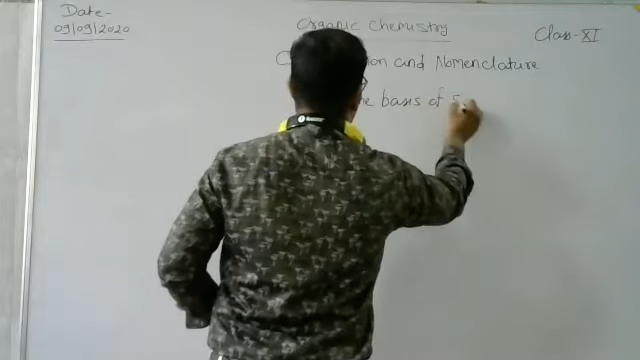 Date-
09/09/2020
Organic Chemistry
Class-XI
and Nomenclature
basis of